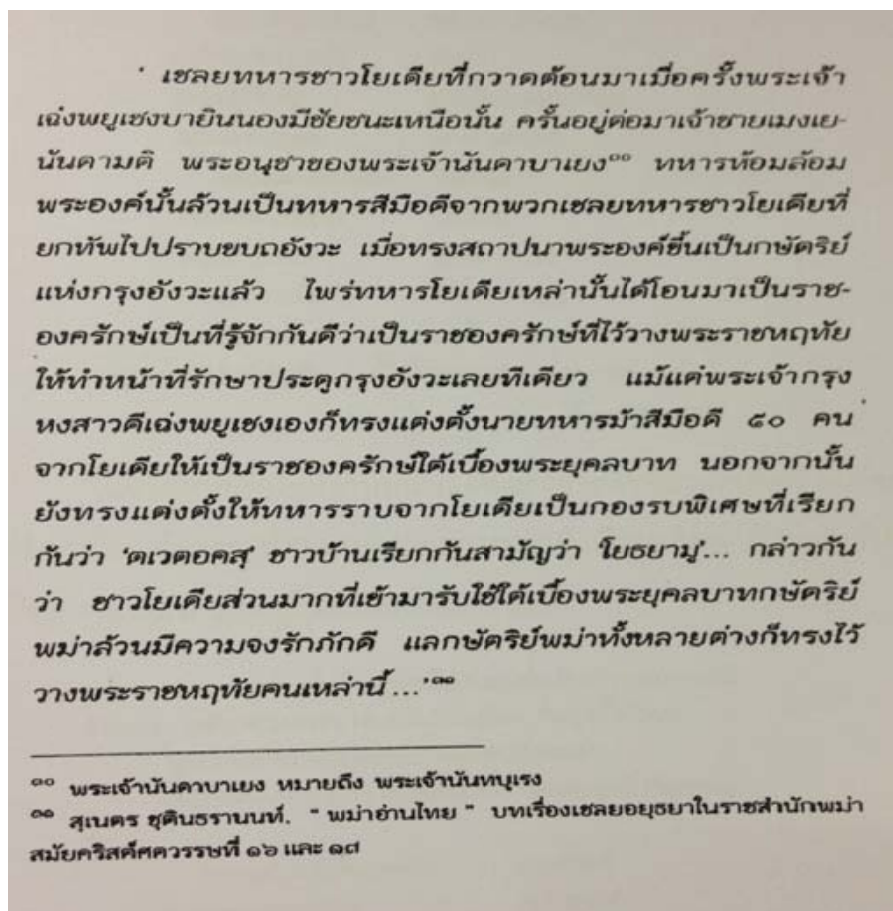 ' เชลยทหารชาวโยเดียที่กวาดต้อนมาเมื่อครั้งพระเจ้า
เฉ่งพยูเชงบายินนองมีชัยชนะเหนือนั้น ครั้นอยู่ต่อมาเจ้าชายเมงเย-
นันดามติ พระอนุชาของพระเจ้านันดาบาเยง๑๐ ทหารห้อมล้อม
พระองค์นั้นล้วนเป็นทหารสีมือดีจากพวกเชลยทหารชาวโยเดียที่
ยกทัพไปปราบขบถอังวะ เมื่อทรงสถาปนาพระองค์ขึ้นเป็นกษัตริย์
แห่งกรุงอังวะแล้ว ไพร่ทหารโยเดียเหล่านั้นได้โอนมาเป็นราช-
องครักษ์เป็นที่รู้จักกันดีว่าเป็นราชองครักษ์ที่ไว้วางพระราชหฤทัย
ให้ทำหน้าที่รักษาประตูกรุงอังวะเลยทีเดียว แม้แต่พระเจ้ากรุง
หงสาวดีเฉ่งพยูเชงเองก็ทรงแต่งตั้งนายทหารม้าสีมือดี ๕๐ คน
จากโยเดียให้เป็นราชองครักษ์ใต้เบื้องพระยุคลบาท นอกจากนั้น
ยังทรงแต่งตั้งให้ทหารราบจากโยเดียเป็นกองรบพิเศษที่เรียก
กันว่า 'ตเวตอคสุ' ชาวบ้านเรียกกันสามัญว่า 'โยธยามู'... กล่าวกัน
ว่า ชาวโยเดียส่วนมากที่เข้ามารับใช้ใต้เบื้องพระยุคลบาทกษัตริย์
พม่าล้วนมีความจงรักภักดี แลกษัตริย์พม่าทั้งหลายต่างก็ทรงไว้
วางพระราชหฤทัยคนเหล่านี้ ...'๑๑
๑๐ พระเจ้านันดาบาเยง หมายถึง พระเจ้านันทบุเรง
๑๑ สุเนตร ชุตินธรานนท์. " พม่าอ่านไทย " บทเรื่องเชลยอยุธยาในราชสำนักพม่า
สมัยคริสต์ศตวรรษที่ ๑๖ และ ๑๗